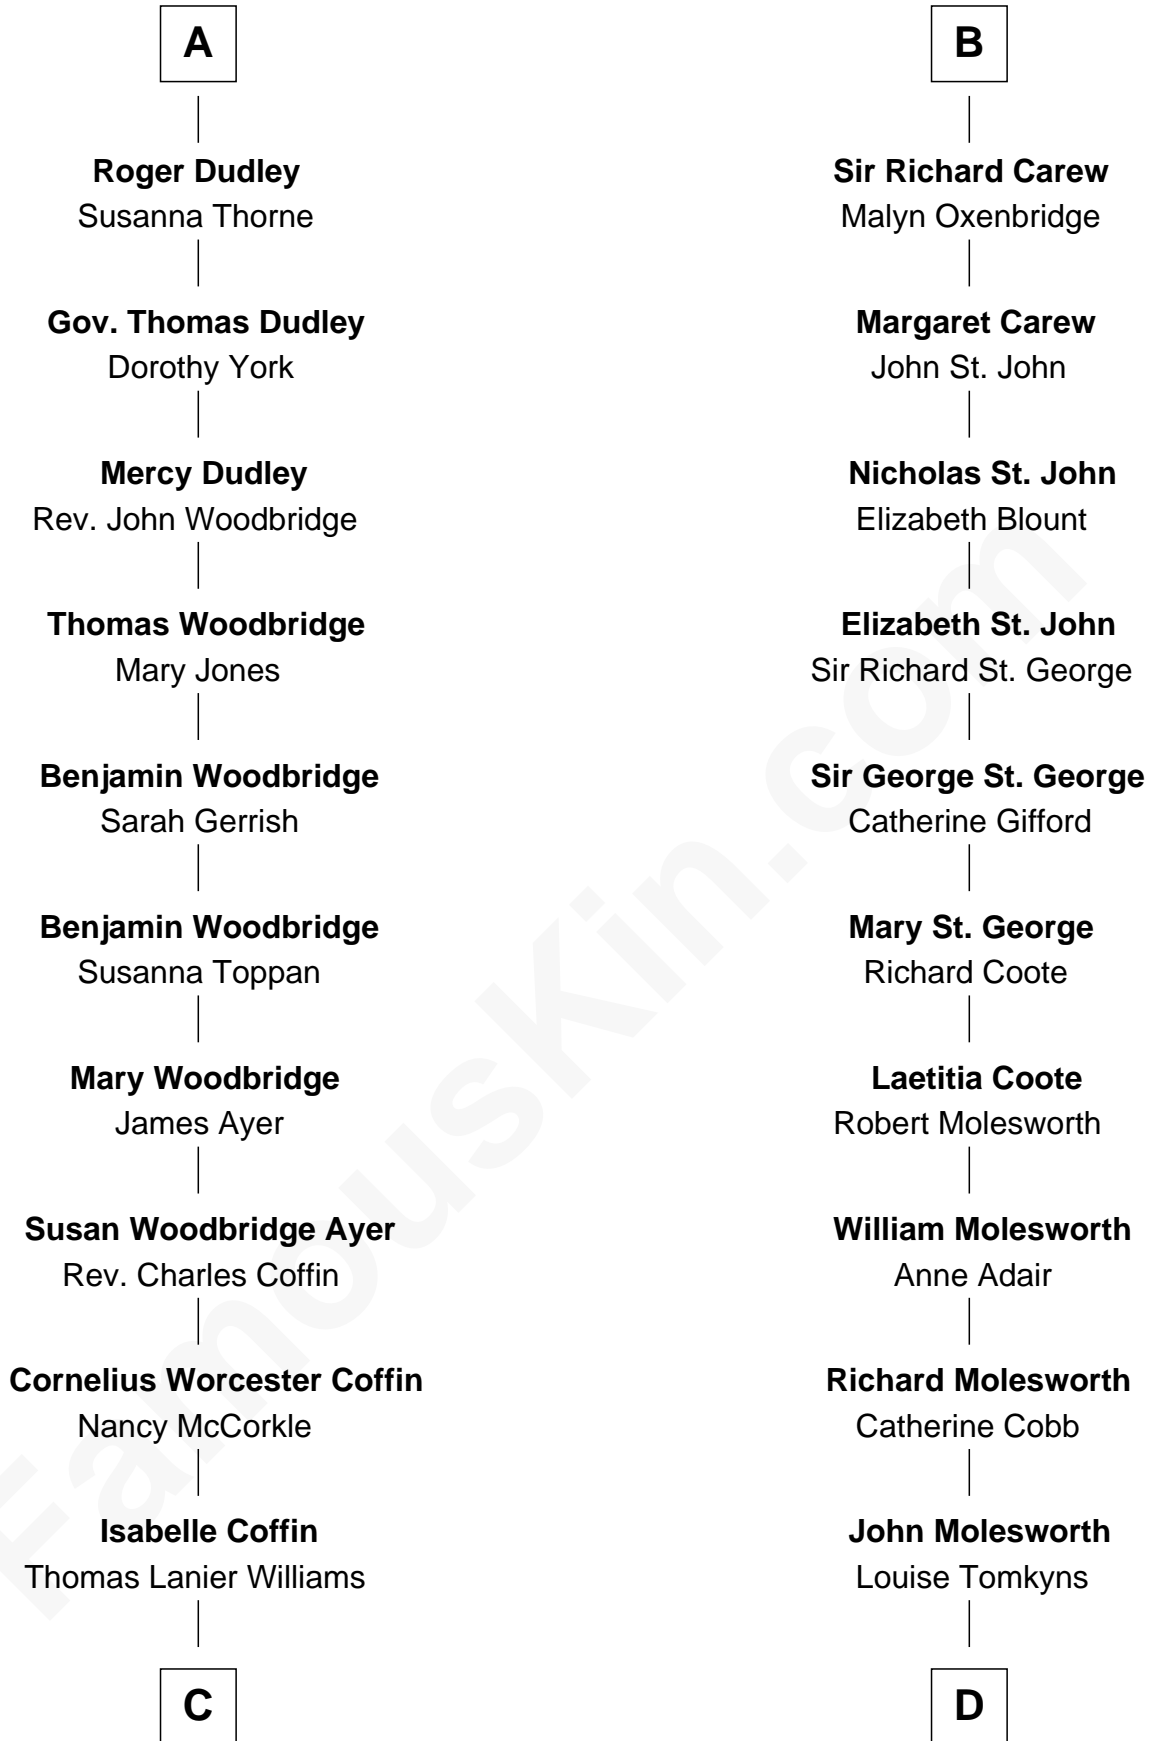 A
Roger Dudley
Susanna Thorne
Gov. Thomas Dudley
Dorothy York
Mercy Dudley
Rev. John Woodbridge
Thomas Woodbridge
Mary Jones
Benjamin Woodbridge
Sarah Gerrish
Benjamin Woodbridge
Susanna Toppan
Mary Woodbridge
James Ayer
Susan Woodbridge Ayer
Rev. Charles Coffin
Cornelius Worcester Coffin
Nancy McCorkle
Isabelle Coffin
Thomas Lanier Williams
C
B
Sir Richard Carew
Malyn Oxenbridge
Margaret Carew
John St. John
Nicholas St. John
Elizabeth Blount
Elizabeth St. John
Sir Richard St. George
Sir George St. George
Catherine Gifford
Mary St. George
Richard Coote
Laetitia Coote
Robert Molesworth
William Molesworth
Anne Adair
Richard Molesworth
Catherine Cobb
John Molesworth
Louise Tomkyns
D
FamousKin.com